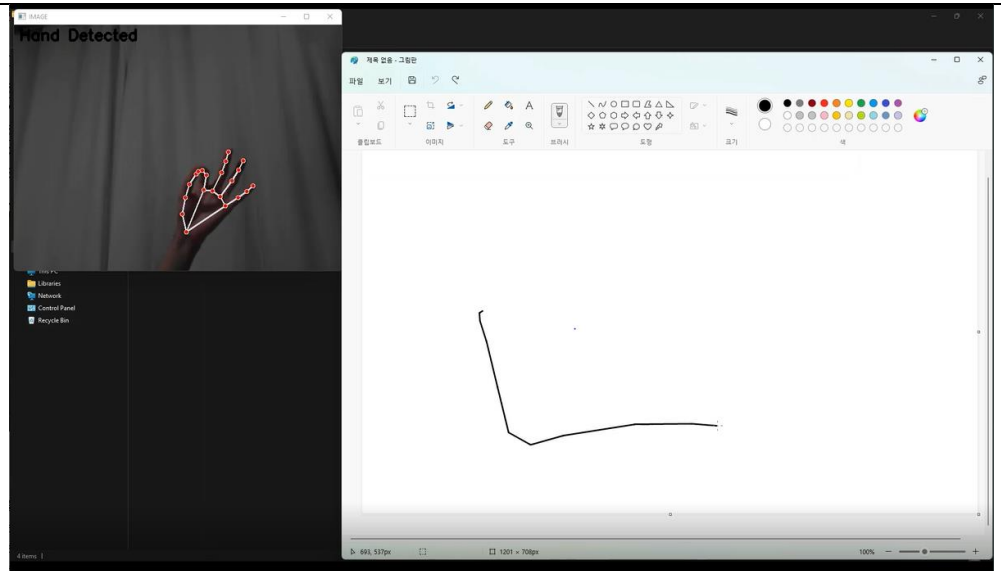 IMAGE
Hand Detected
This PC
Libraries
Network
Control Panel
Recycle Bin
4 items
제목 없음 - 그림판
파일 보기
A
클립보드 이미지 도구 브러시 도형 크기 색
693, 537px 1201 × 708px 100%